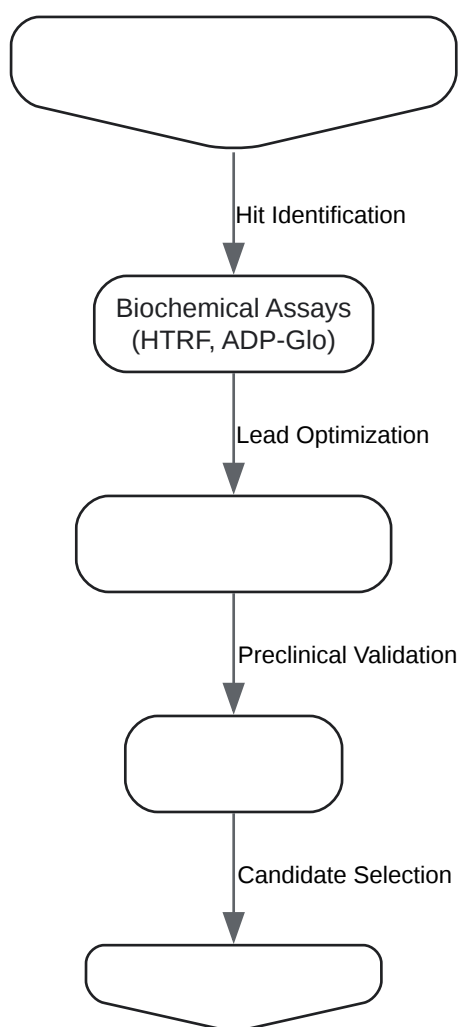 Hit Identification
Biochemical Assays
(HTRF, ADP-Glo)
Lead Optimization
Preclinical Validation
Candidate Selection